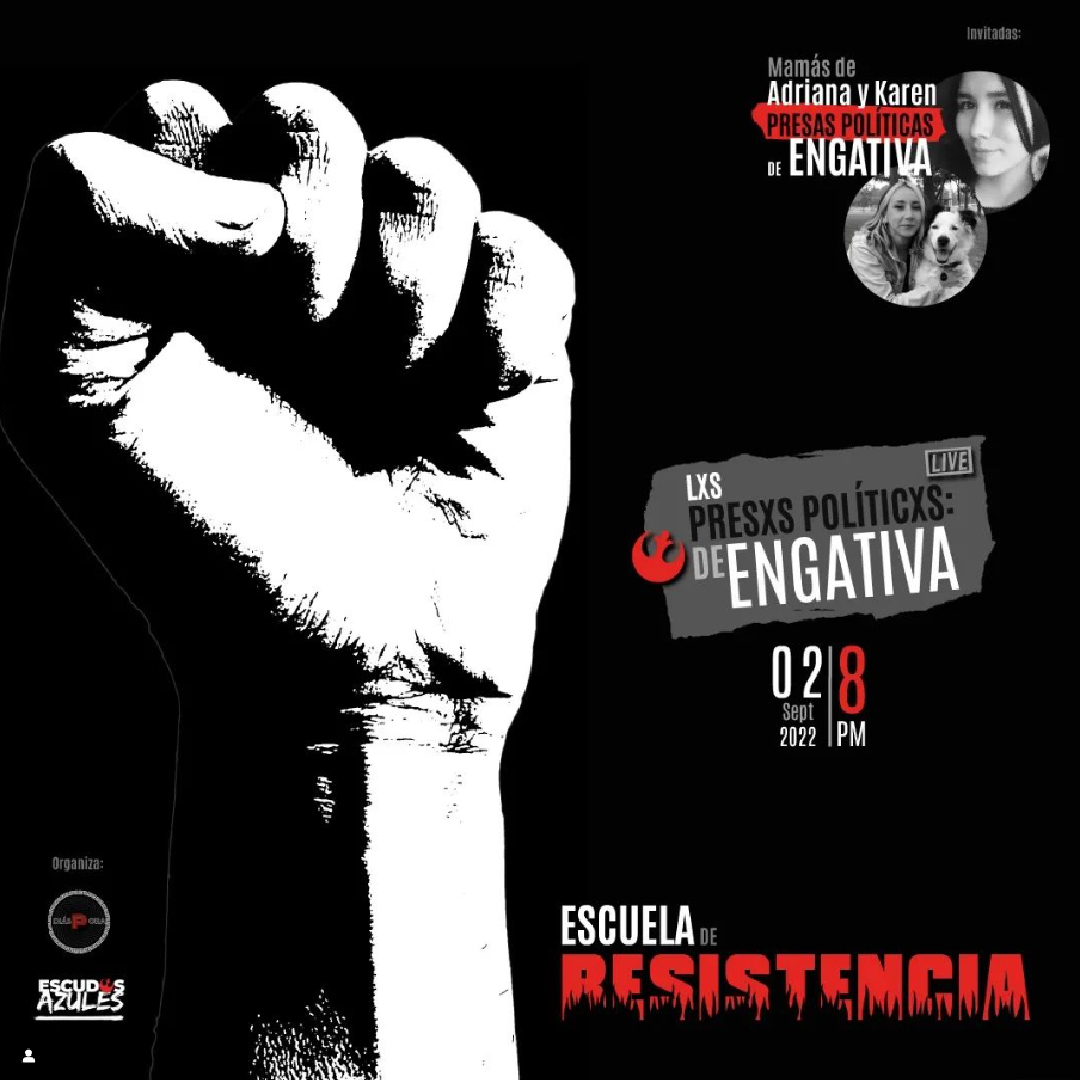 Invitadas:
Mamás de
Adriana y Karen
PRESAS POLÍTICAS
DE ENGATIVA
LIVE
LXS
PRESXS POLÍTICXS:
DE ENGATIVA
02 8
Sept
2022 PM
Organiza:
ESCUDOS
AZULES
ESCUELA DE
RESISTENCIA